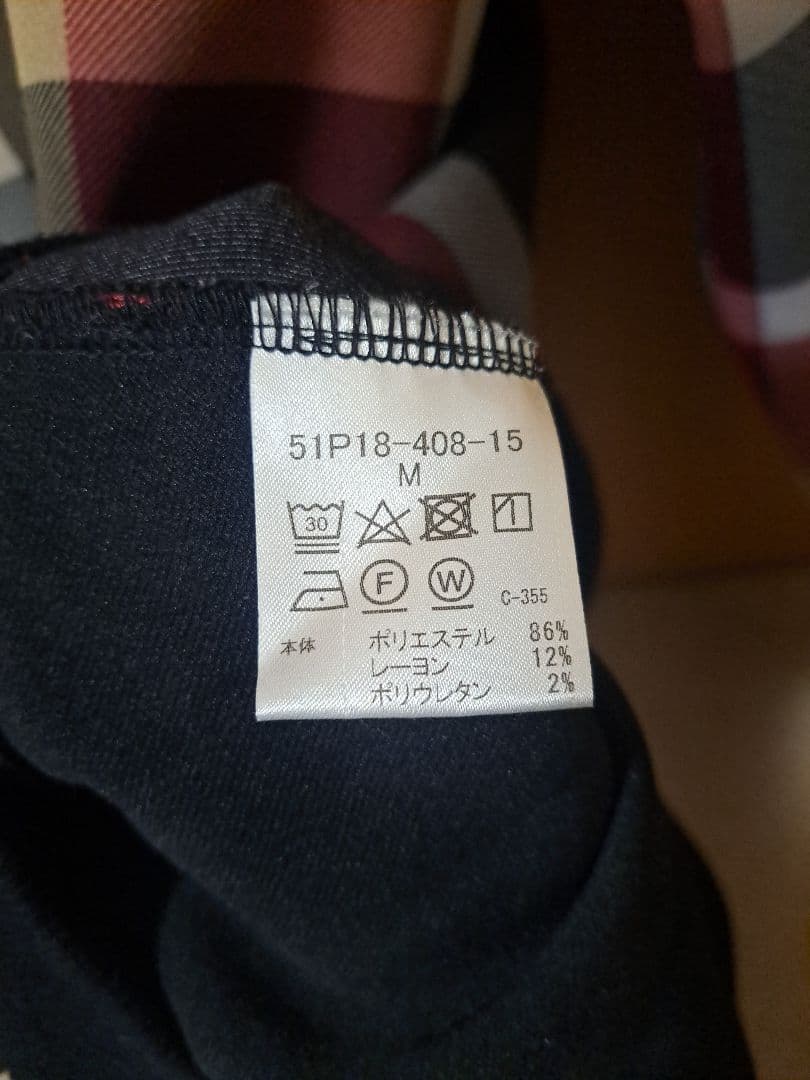 51P18-408-15
M
30
F W C-355
本体 ポリエステル 86%
レーヨン 12%
ポリウレタン 2%